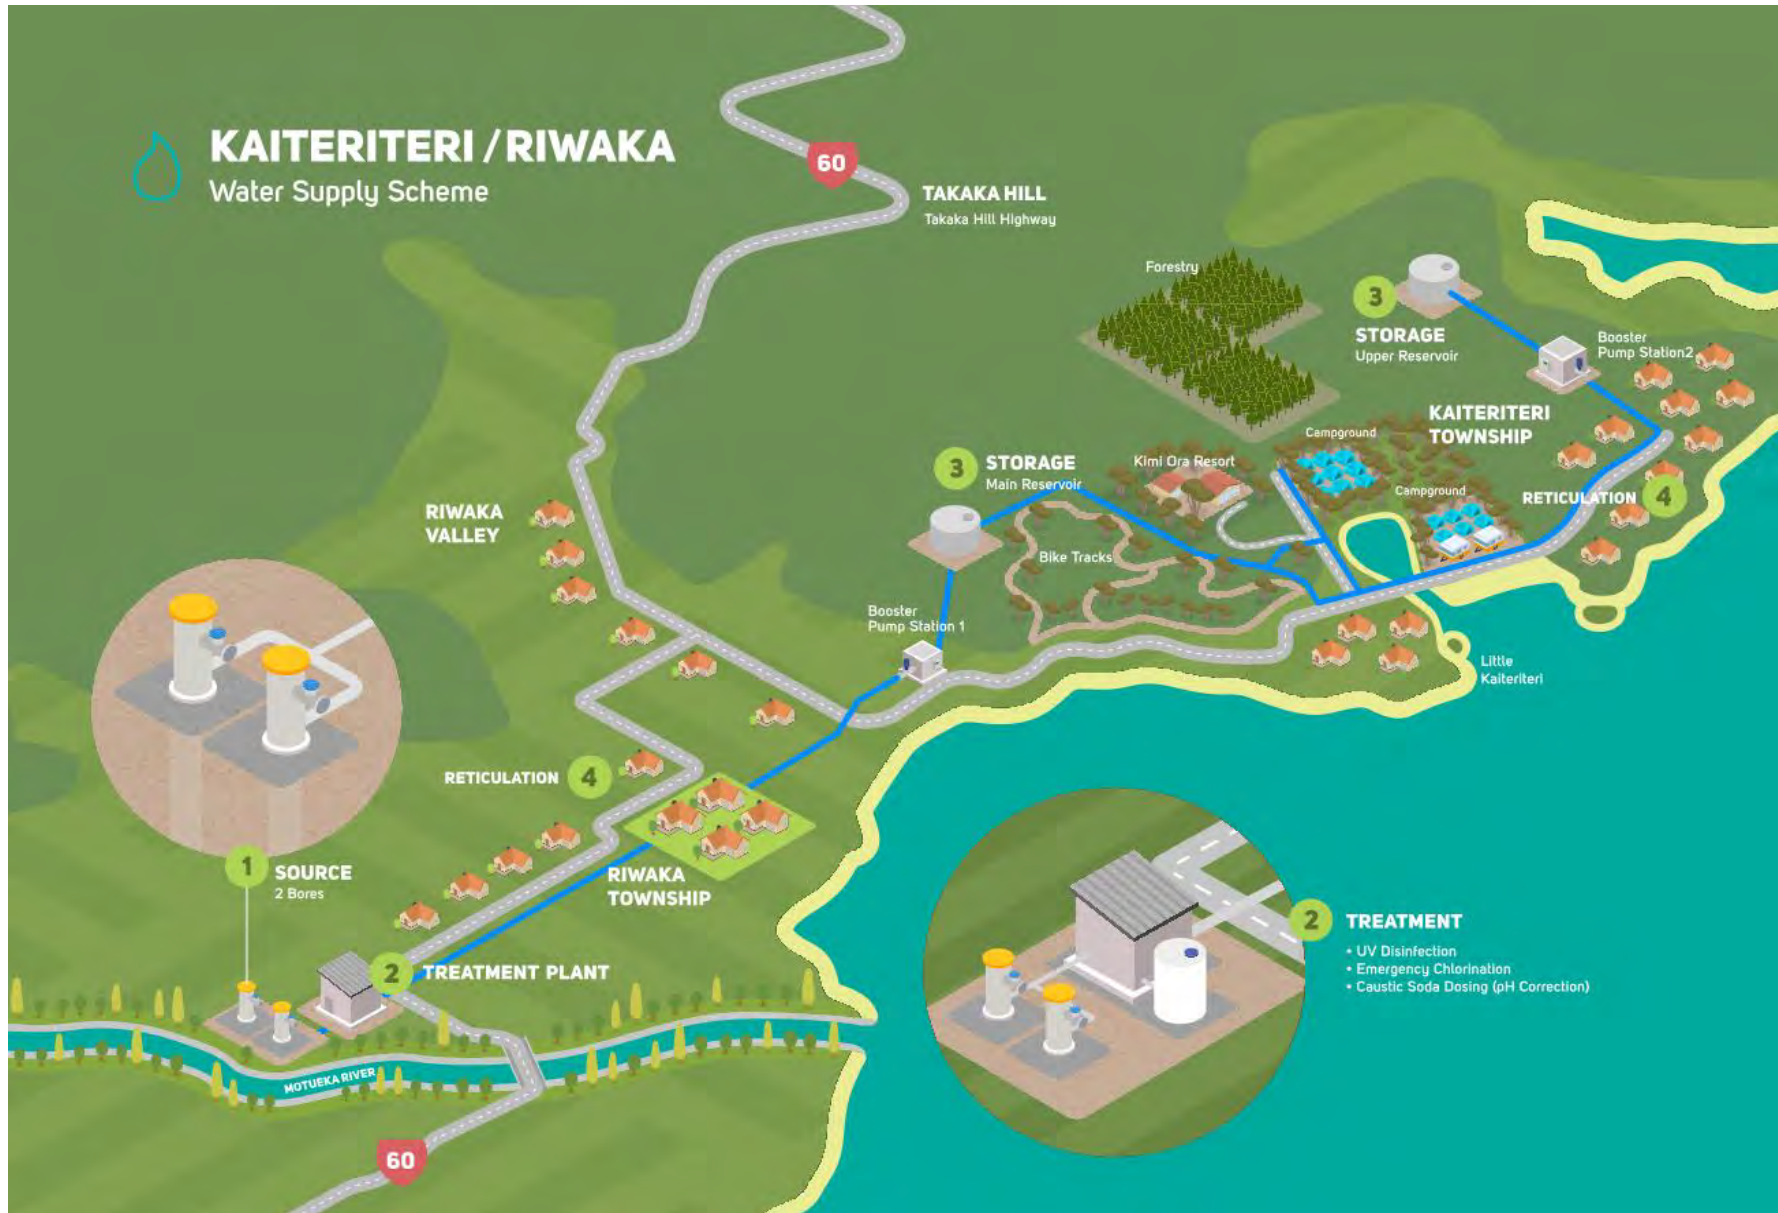 KAITERITERI / RIWAKA
Water Supply Scheme
60
TAKAKA HILL
Takaka Hill Highway
Forestry
3
STORAGE
Upper Reservoir
Booster
Pump Station2
KAITERITERI
TOWNSHIP
Campground
Campground
RETICULATION 4
3
STORAGE
Main Reservoir
Kimi Ora Resort
Bike Tracks
RIWAKA
VALLEY
Booster
Pump Station 1
Little
Kaiteriteri
RETICULATION 4
1
SOURCE
2 Bores
RIWAKA
TOWNSHIP
2 TREATMENT PLANT
2 TREATMENT
• UV Disinfection
• Emergency Chlorination
• Caustic Soda Dosing (pH Correction)
MOTUEKA RIVER
60